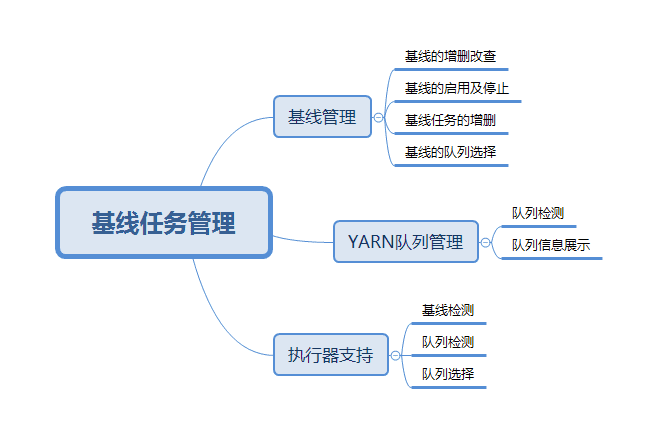 基线任务管理
基线管理
基线的增删改查
基线的启用及停止
基线任务的增删
基线的队列选择
YARN队列管理
队列检测
队列信息展示
执行器支持
基线检测
队列检测
队列选择